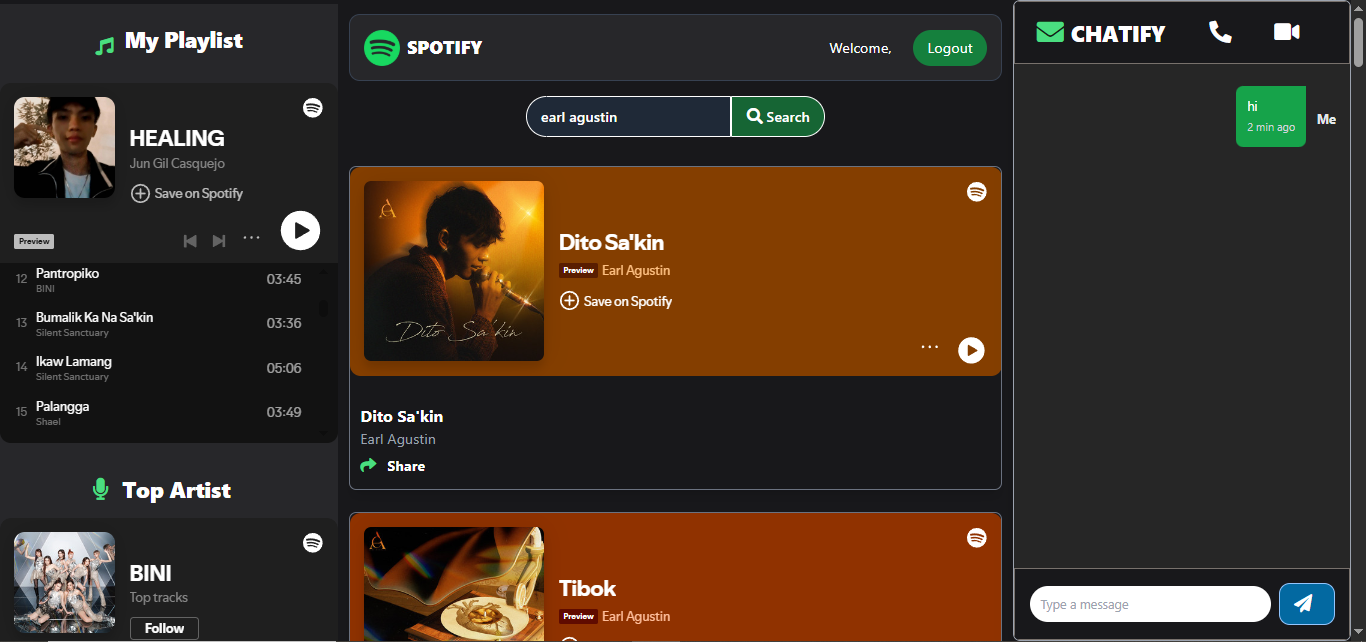 My Playlist
HEALING
Jun Gil Casquejo
Save on Spotify
Preview
12 Pantropiko 03:45
BINI
13 Bumalik Ka Na Sa'kin 03:36
Silent Sanctuary
14 Ikaw Lamang 05:06
Silent Sanctuary
15 Palangga 03:49
Shael
Top Artist
BINI
Top tracks
Follow
SPOTIFY
Welcome,
Logout
earl agustin
Search
Dito Sa'kin
Dito Sa'kin
Preview Earl Agustin
Save on Spotify
Dito Sa'kin
Earl Agustin
Share
Tibok
Preview Earl Agustin
CHATIFY
hi
2 min ago
Me
Type a message